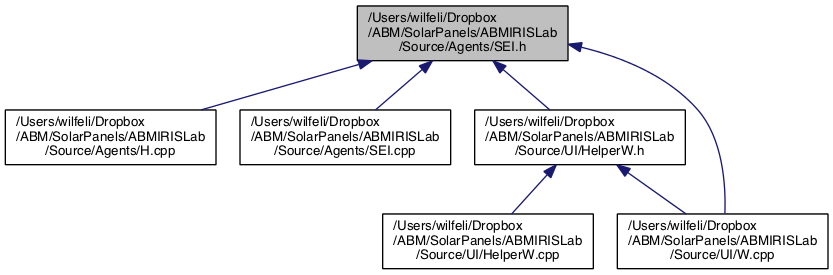 /Users/wilfeli/Dropbox
/ABM/SolarPanels/ABMIRISLab
/Source/Agents/SEI.h
/Users/wilfeli/Dropbox
/ABM/SolarPanels/ABMIRISLab
/Source/Agents/H.cpp
/Users/wilfeli/Dropbox
/ABM/SolarPanels/ABMIRISLab
/Source/Agents/SEI.cpp
/Users/wilfeli/Dropbox
/ABM/SolarPanels/ABMIRISLab
/Source/UI/HelperW.h
/Users/wilfeli/Dropbox
/ABM/SolarPanels/ABMIRISLab
/Source/UI/HelperW.cpp
/Users/wilfeli/Dropbox
/ABM/SolarPanels/ABMIRISLab
/Source/UI/W.cpp